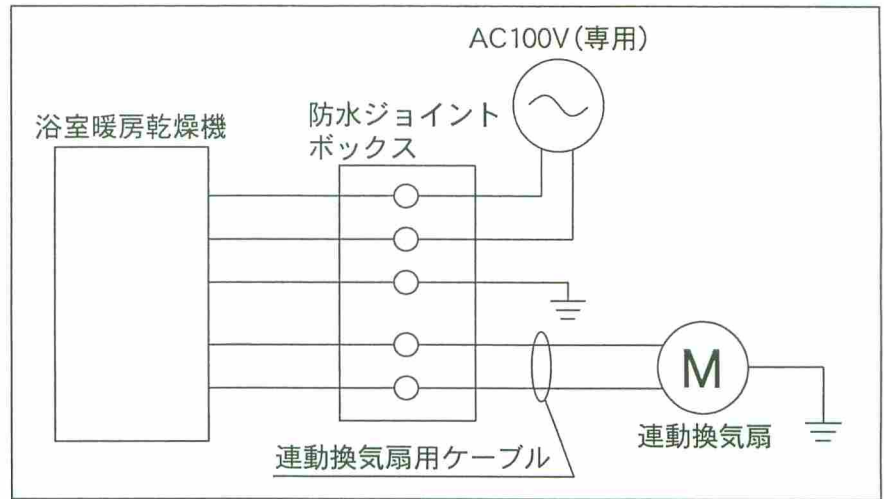 AC100V(専用)
浴室暖房乾燥機
防水ジョイント
ボックス
M
連動換気扇
連動換気扇用ケーブル